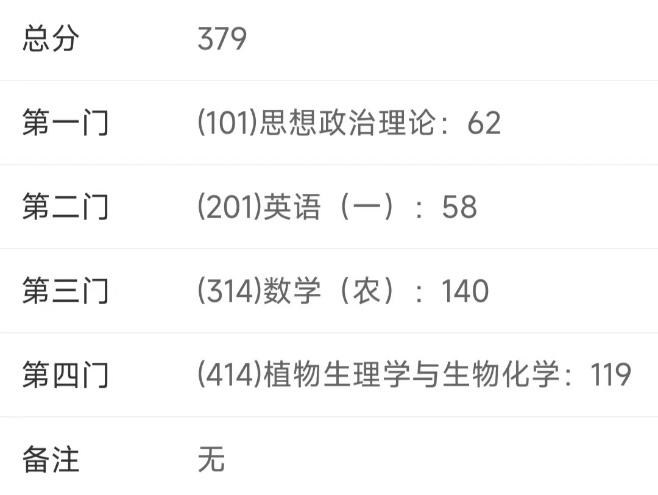 总分 379
第一门 (101)思想政治理论：62
第二门 (201)英语（一）：58
第三门 (314)数学（农）：140
第四门 (414)植物生理学与生物化学：119
备注 无